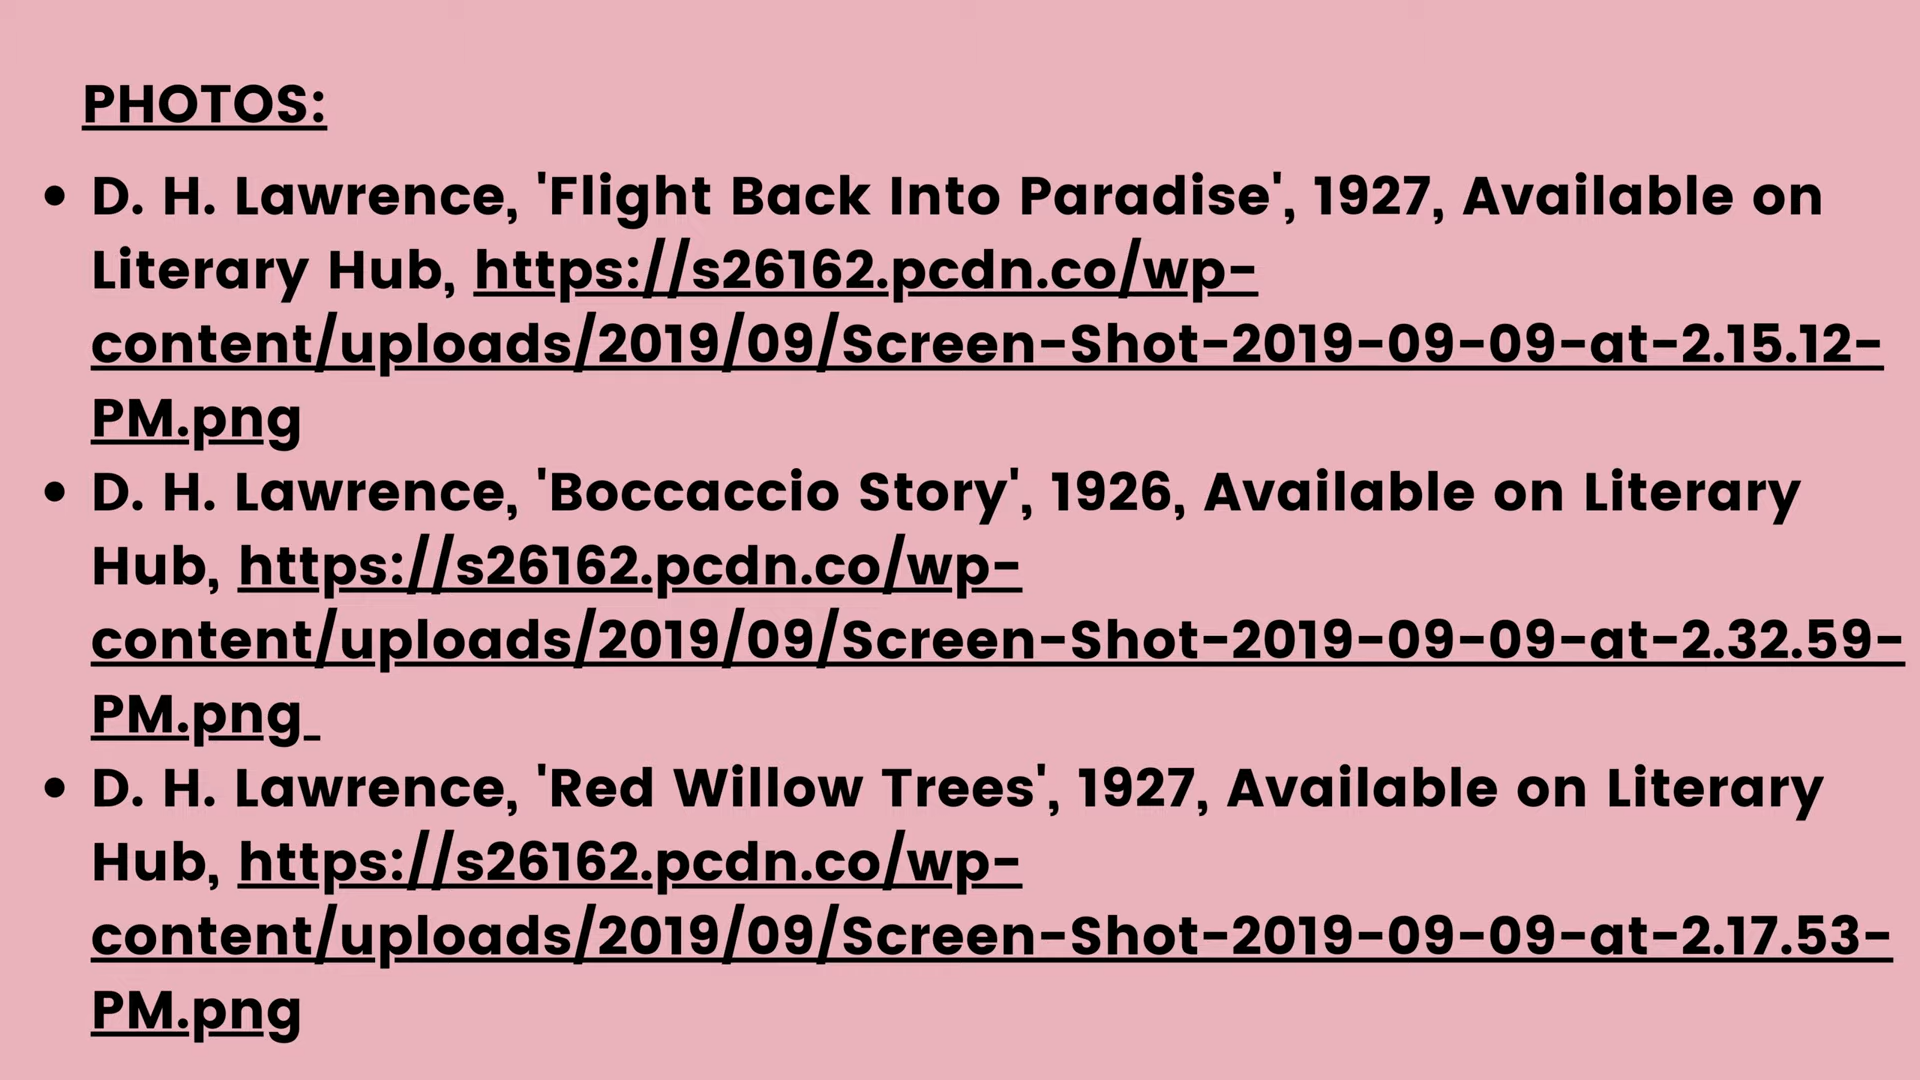 PHOTOS:
• D. H. Lawrence, 'Flight Back Into Paradise', 1927, Available on
Literary Hub, https://s26162.pcdn.co/wp-
content/uploads/2019/09/Screen-Shot-2019-09-09-at-2.15.12-
PM.png
• D. H. Lawrence, 'Boccaccio Story', 1926, Available on Literary
Hub, https://s26162.pcdn.co/wp-
content/uploads/2019/09/Screen-Shot-2019-09-09-at-2.32.59-
PM.png
• D. H. Lawrence, 'Red Willow Trees', 1927, Available on Literary
Hub, https://s26162.pcdn.co/wp-
content/uploads/2019/09/Screen-Shot-2019-09-09-at-2.17.53-
PM.png